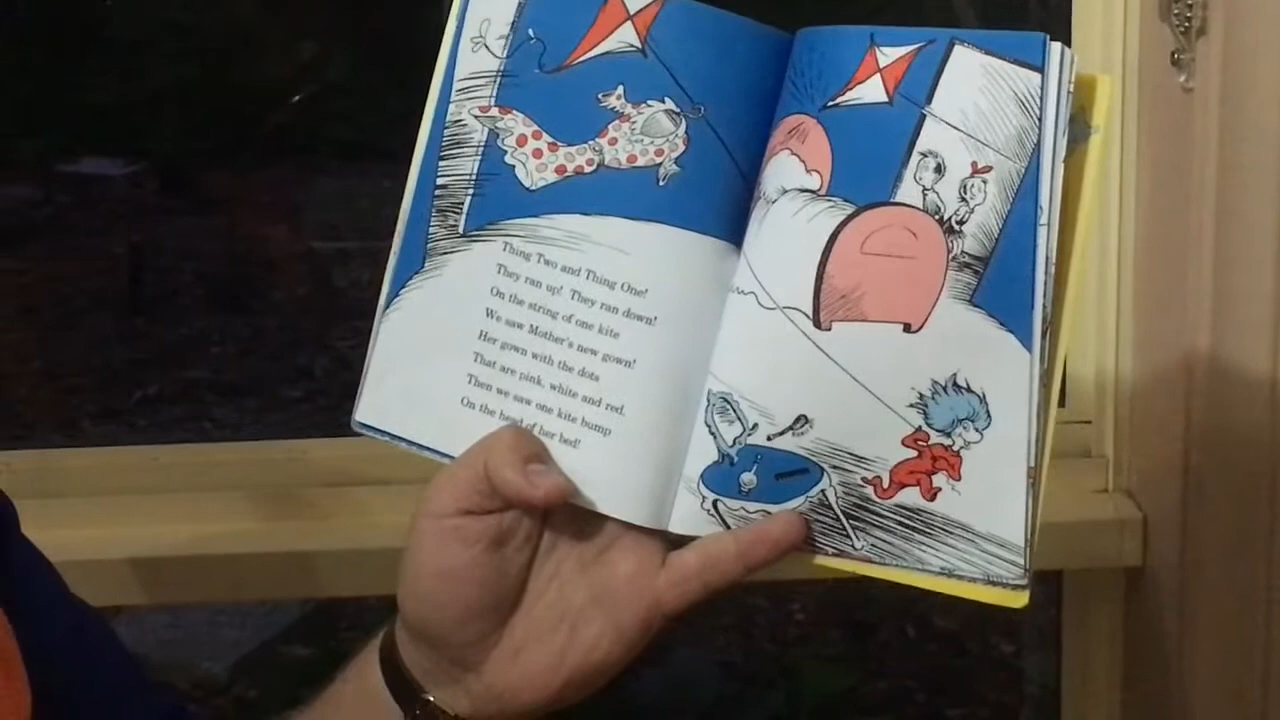 Thing Two and Thing One!
They ran up! They ran down!
On the string of one kite
We saw Mother's new gown!
Her gown with the dots
That are pink, white and red.
Then we saw one kite bump
On the head of her bed!